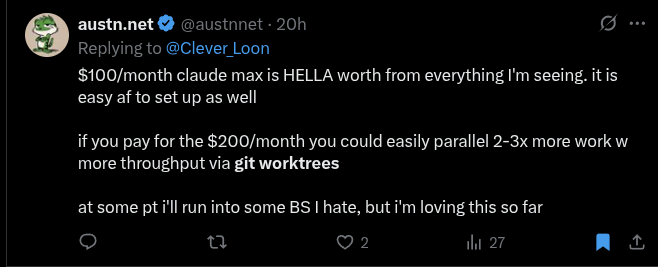 austn.net @austnnet · 20h
Replying to @Clever_Loon
$100/month claude max is HELLA worth from everything I'm seeing. it is
easy af to set up as well
if you pay for the $200/month you could easily parallel 2-3x more work w
more throughput via git worktrees
at some pt i'll run into some BS I hate, but i'm loving this so far
2
27